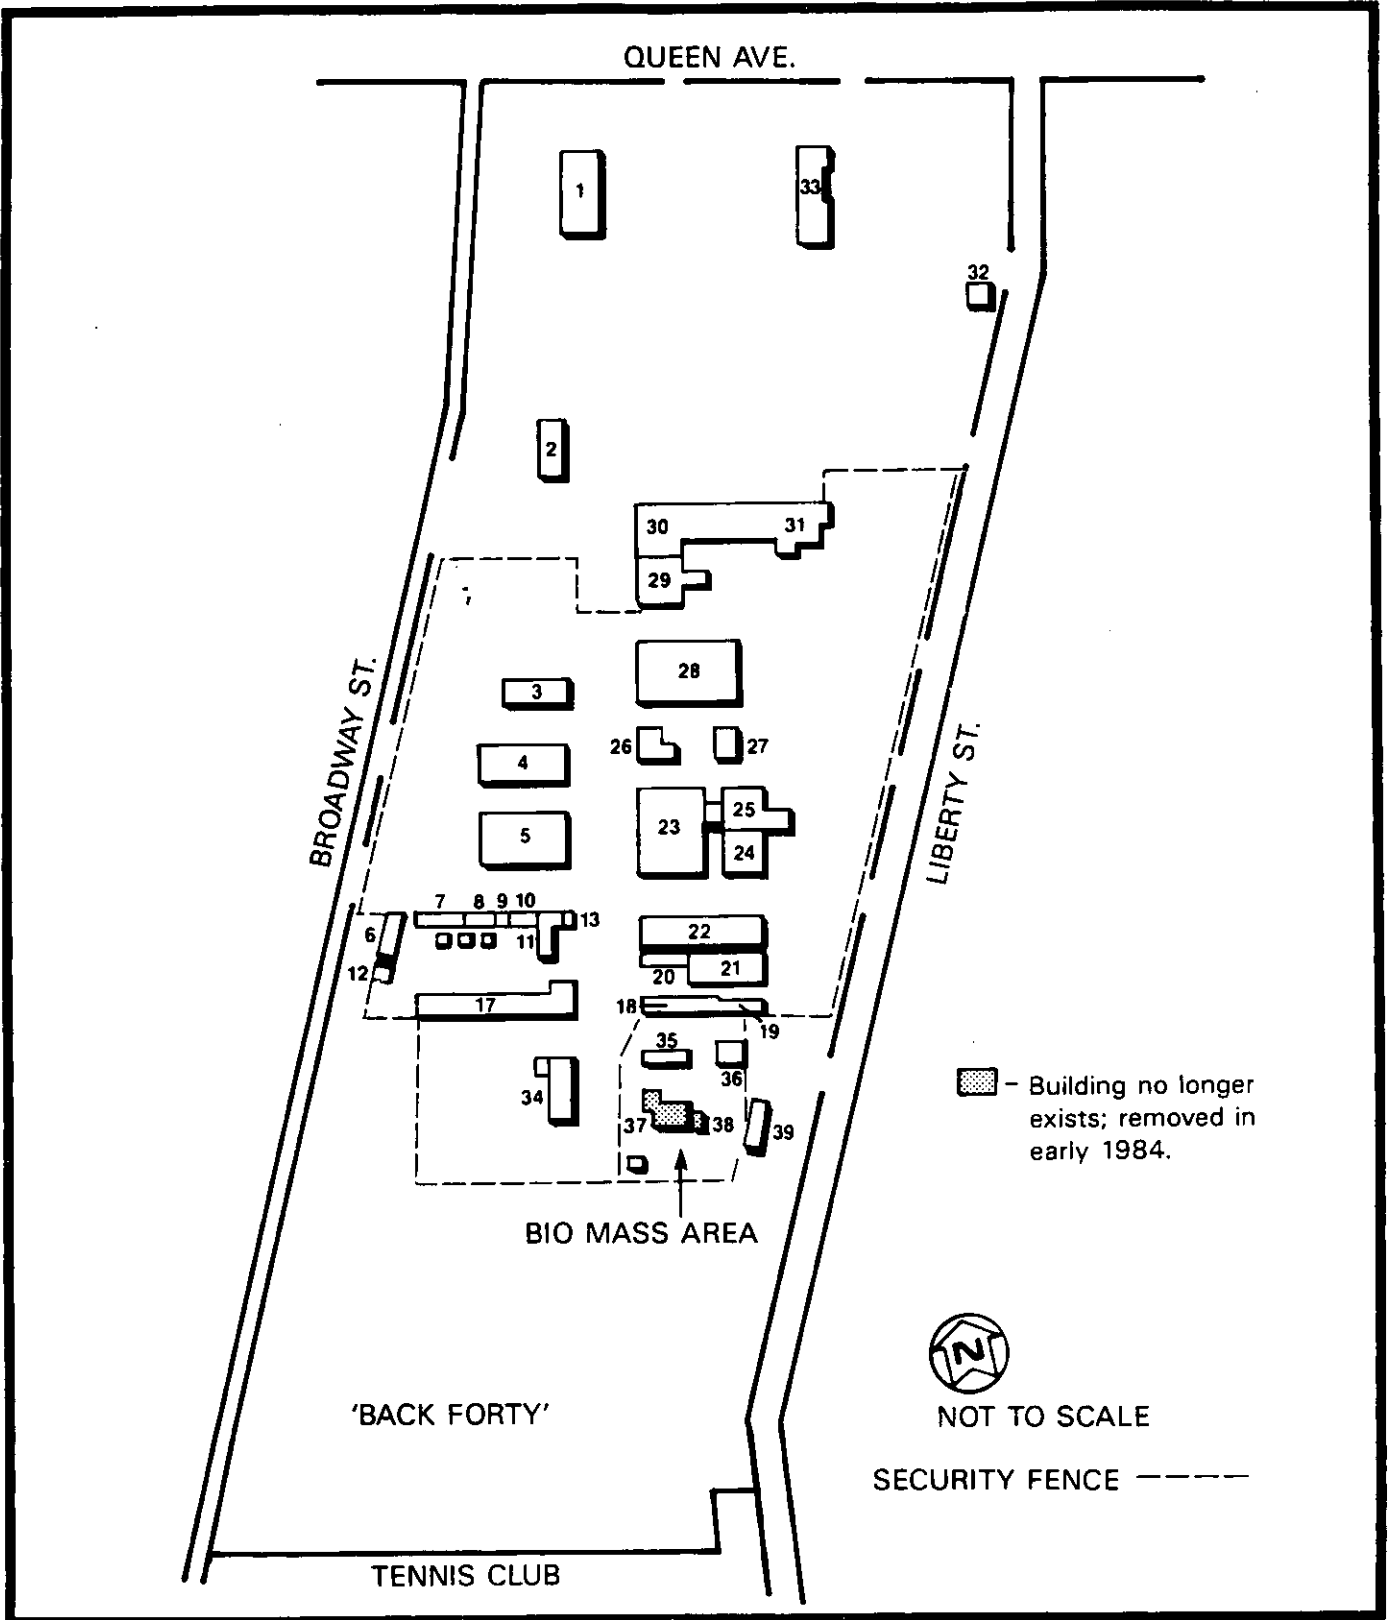 QUEEN AVE.
1
33
32
2
30
31
29
BROADWAY ST.
28
3
26
27
4
LIBERTY ST.
25
23
5
24
7 8 9 10
13
6
11
22
12
20
21
17
18
19
35
36
34
37
38
39
– Building no longer
exists; removed in
early 1984.
BIO MASS AREA
N
'BACK FORTY'
NOT TO SCALE
SECURITY FENCE
TENNIS CLUB